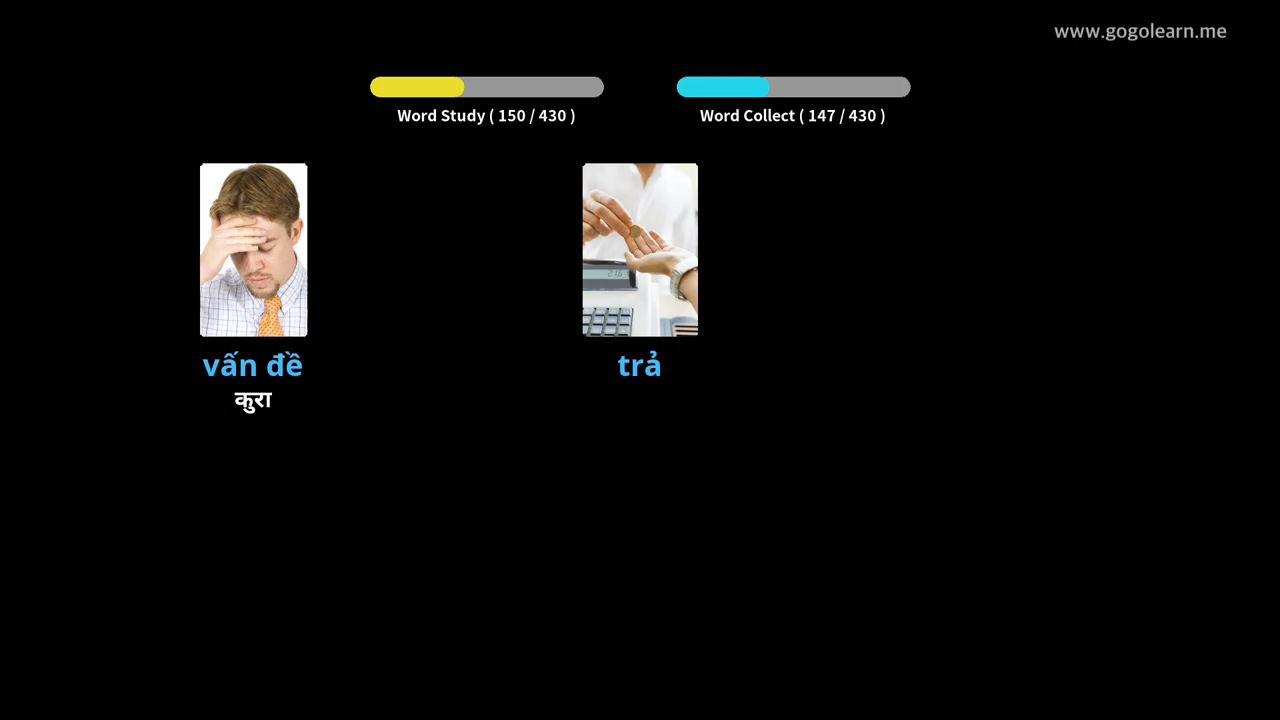 www.gogolearn.me
Word Study ( 150 / 430 )
Word Collect ( 147 / 430 )
vấn đề
trả
कुरा